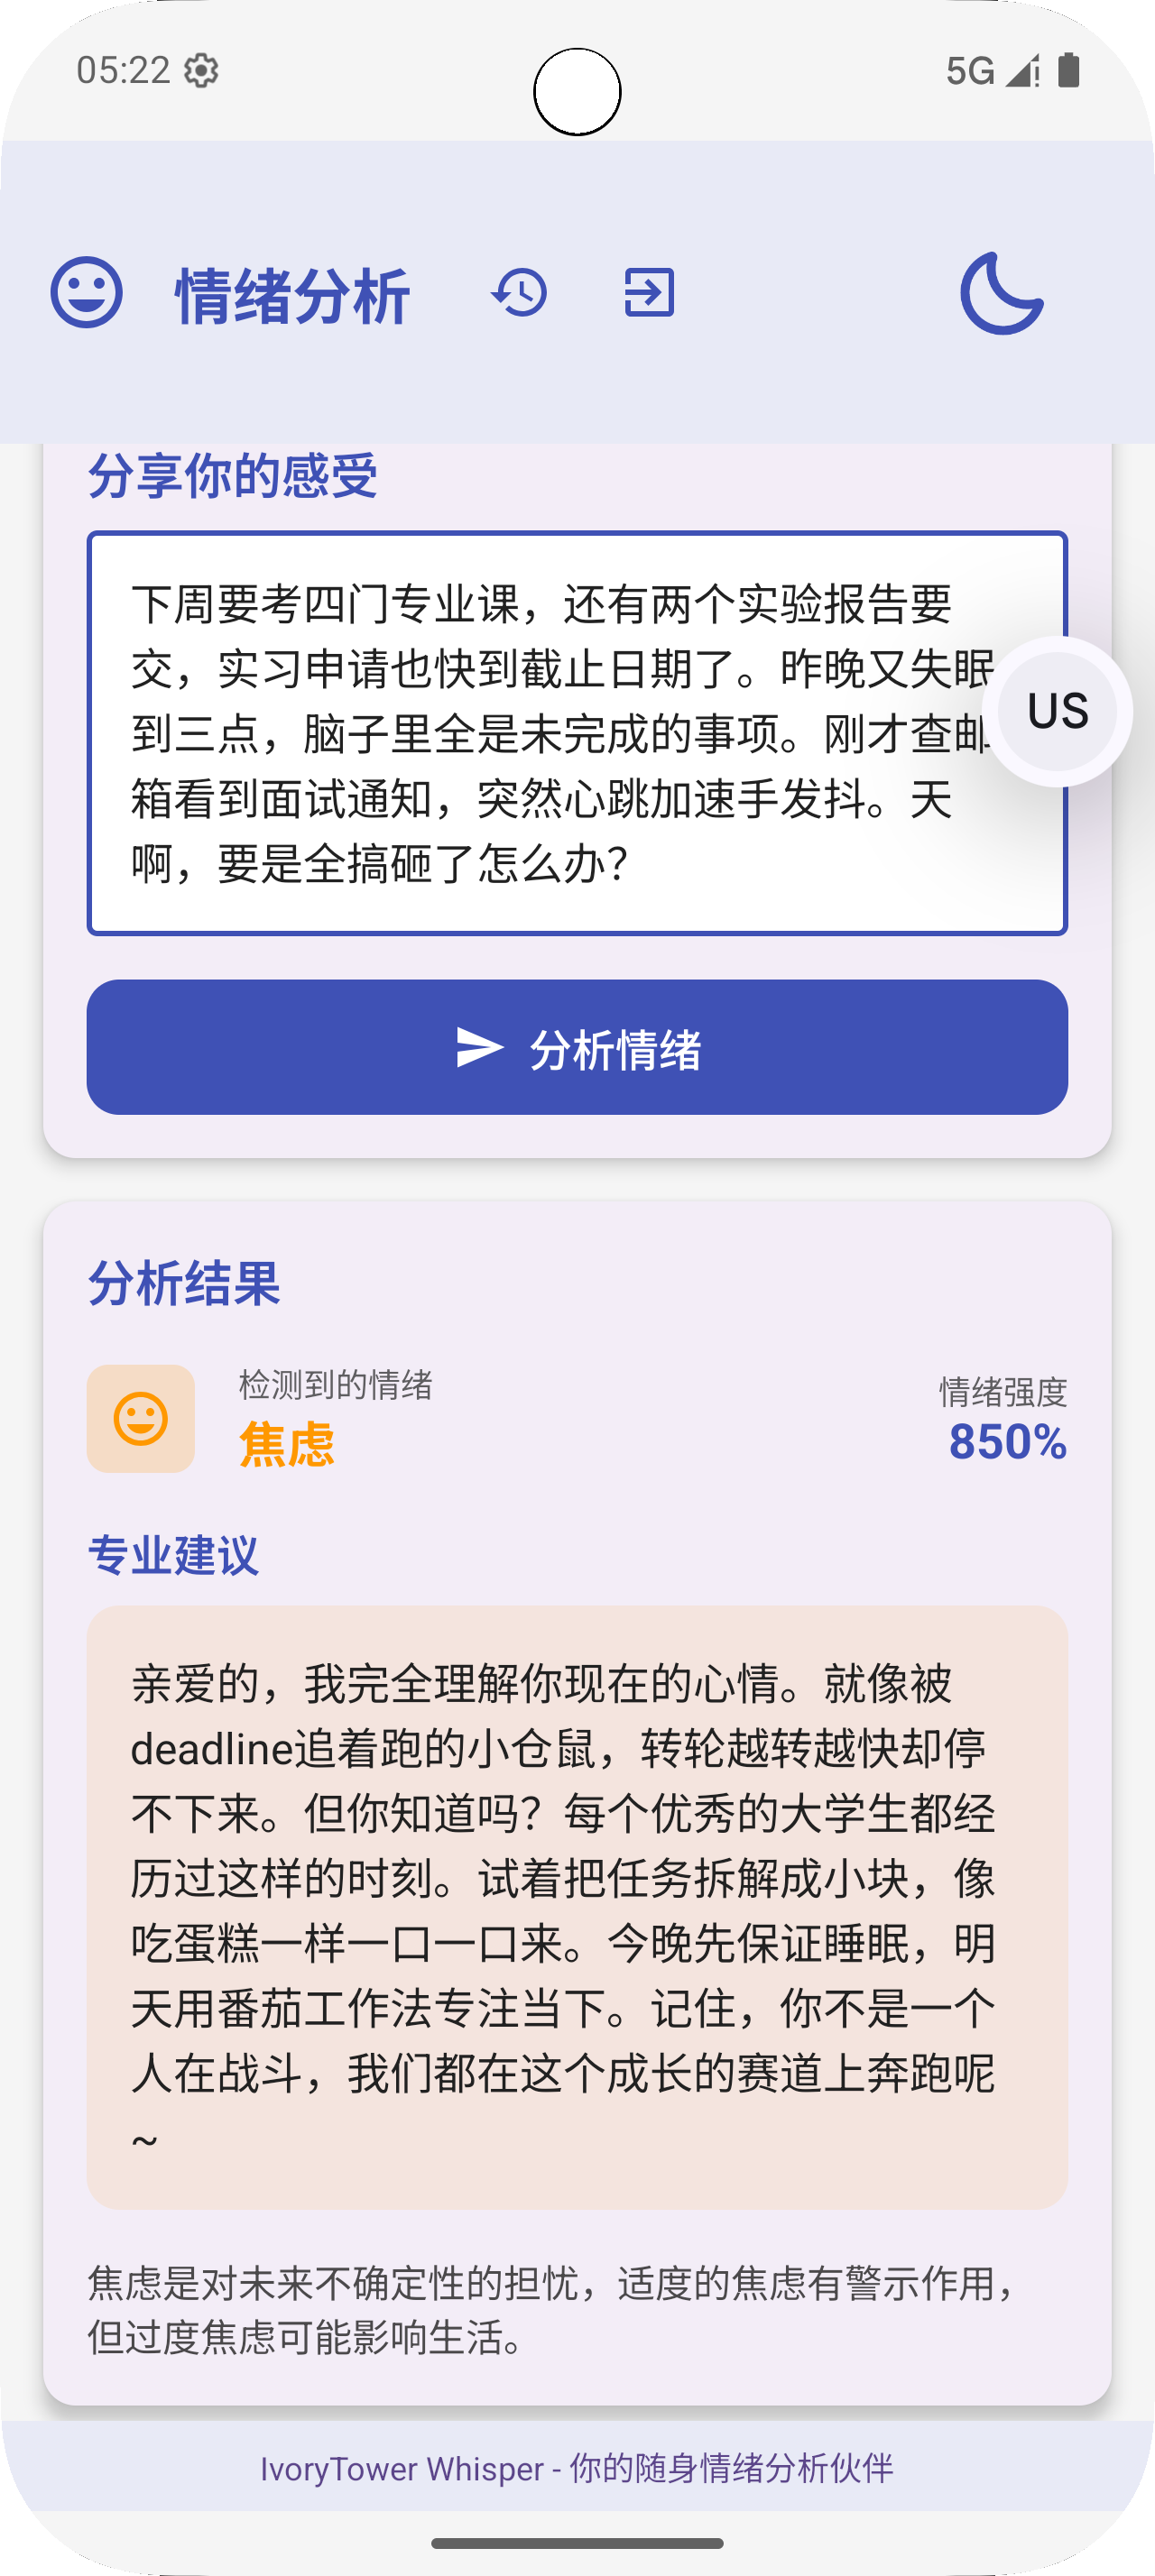 05:22
5G
情绪分析
分享你的感受
下周要考四门专业课，还有两个实验报告要
交，实习申请也快到截止日期了。昨晚又失眠
到三点，脑子里全是未完成的事项。刚才查邮
箱看到面试通知，突然心跳加速手发抖。天
啊，要是全搞砸了怎么办？
US
分析情绪
分析结果
检测到的情绪
焦虑
情绪强度
850%
专业建议
亲爱的，我完全理解你现在的心情。就像被
deadline追着跑的小仓鼠，转轮越转越快却停
不下来。但你知道吗？每个优秀的大学生都经
历过这样的时刻。试着把任务拆解成小块，像
吃蛋糕一样一口一口来。今晚先保证睡眠，明
天用番茄工作法专注当下。记住，你不是一个
人在战斗，我们都在这个成长的赛道上奔跑呢
~
焦虑是对未来不确定性的担忧，适度的焦虑有警示作用，
但过度焦虑可能影响生活。
IvoryTower Whisper - 你的随身情绪分析伙伴